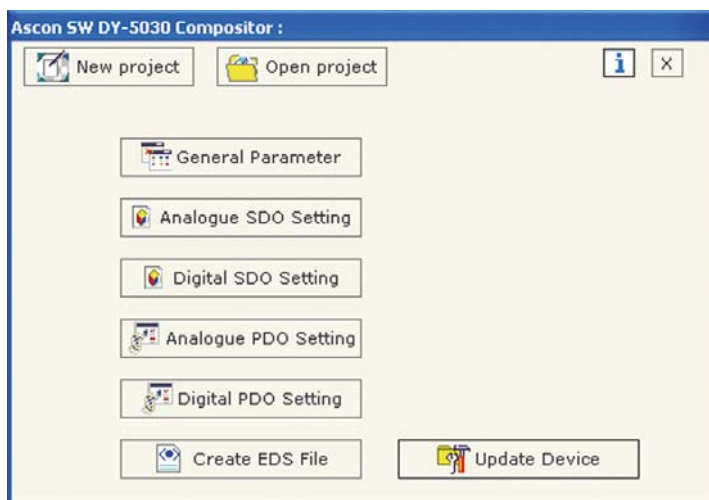 Ascon SW DY-5030 Compositor :
New project
Open project
i
X
General Parameter
Analogue SDO Setting
Digital SDO Setting
Analogue PDO Setting
Digital PDO Setting
Create EDS File
Update Device